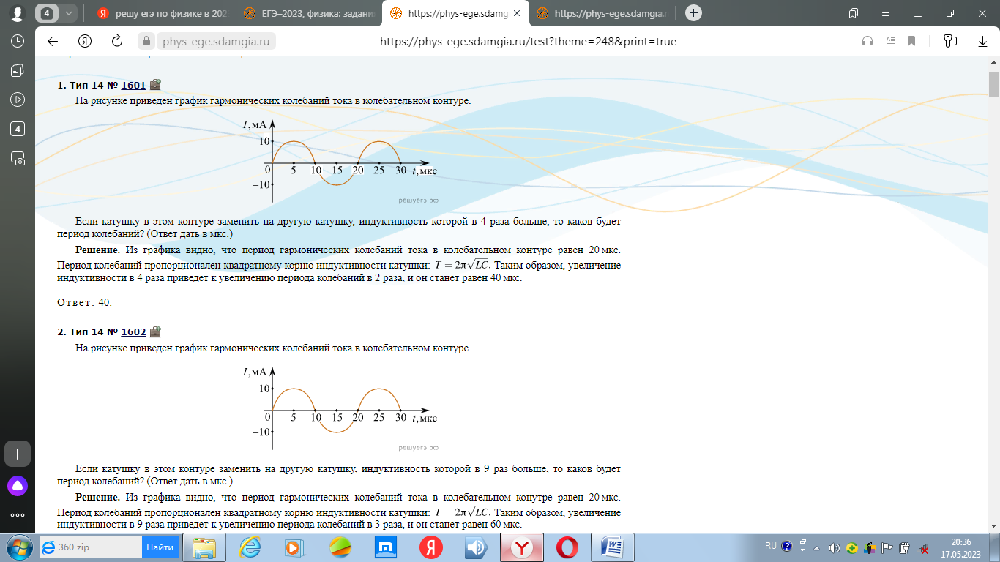 4
решу егэ по физике в 202
ЕГЭ–2023, физика: задани
https://phys-ege.sdamgia
https://phys-ege.sdamgia.r
phys-ege.sdamgia.ru
https://phys-ege.sdamgia.ru/test?theme=248&print=true
4
1. Тип 14 № 1601
На рисунке приведен график гармонических колебаний тока в колебательном контуре.
I, мА
10
0 5 10 15 20 25 30 t, мкс
−10
решуегэ.рф
Если катушку в этом контуре заменить на другую катушку, индуктивность которой в 4 раза больше, то каков будет
период колебаний? (Ответ дать в мкс.)
Решение. Из графика видно, что период гармонических колебаний тока в колебательном контуре равен 20 мкс.
Период колебаний пропорционален квадратному корню индуктивности катушки: T = 2π√LC. Таким образом, увеличение
индуктивности в 4 раза приведет к увеличению периода колебаний в 2 раза, и он станет равен 40 мкс.
Ответ: 40.
2. Тип 14 № 1602
На рисунке приведен график гармонических колебаний тока в колебательном контуре.
I, мА
10
0 5 10 15 20 25 30 t, мкс
−10
решуегэ.рф
Если катушку в этом контуре заменить на другую катушку, индуктивность которой в 9 раз больше, то каков будет
период колебаний? (Ответ дать в мкс.)
Решение. Из графика видно, что период гармонических колебаний тока в колебательном конутре равен 20 мкс.
Период колебаний пропорционален квадратному корню индуктивности катушки: T = 2π√LC. Таким образом, увеличение
индуктивности в 9 раза приведет к увеличению периода колебаний в 3 раза, и он станет равен 60 мкс.
360 zip
Найти
RU
20:36
17.05.2023